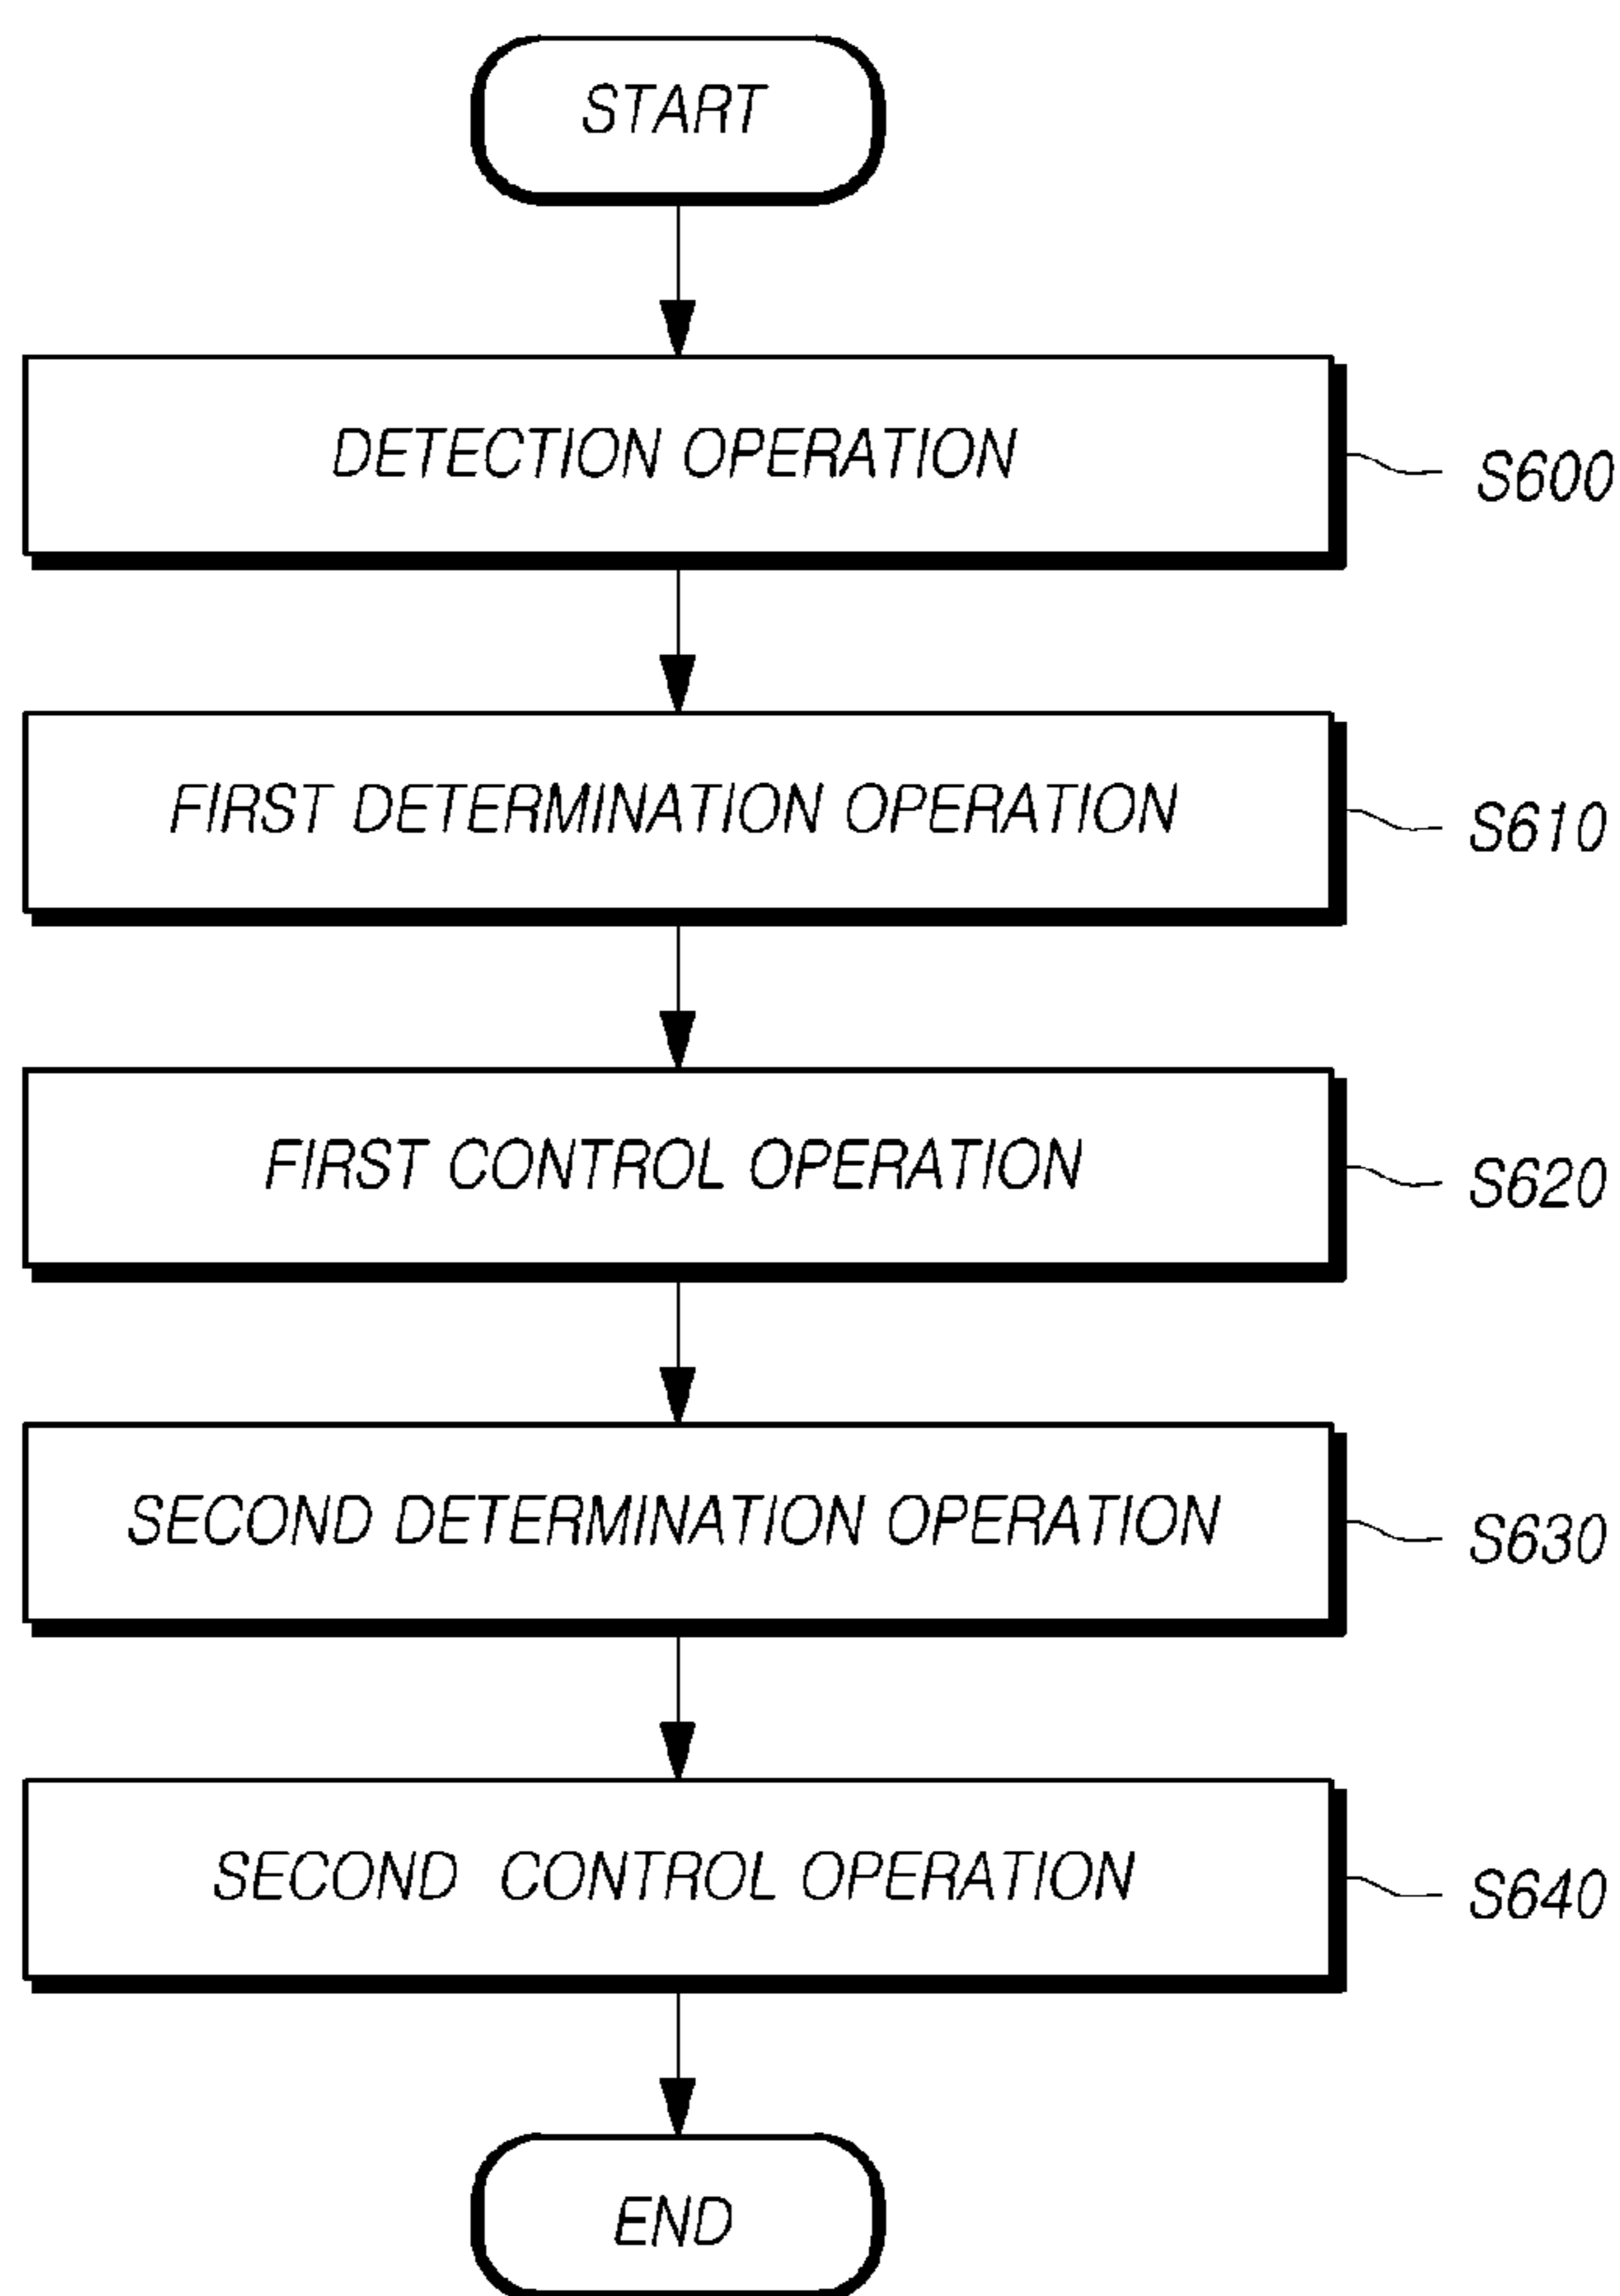 START
DETECTION OPERATION
S600
FIRST DETERMINATION OPERATION
S610
FIRST CONTROL OPERATION
S620
SECOND DETERMINATION OPERATION
S630
SECOND CONTROL OPERATION
S640
END